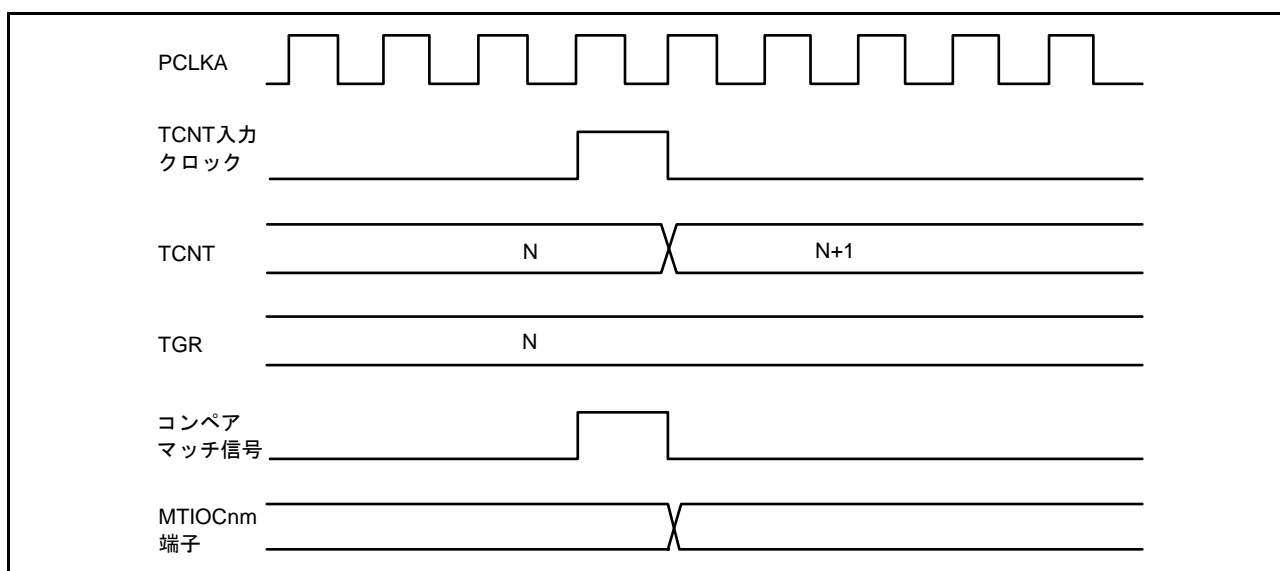 PCLKA
TCNT入力
クロック
TCNT
N
N+1
TGR
N
コンペア
マッチ信号
MTIOCnm
端子